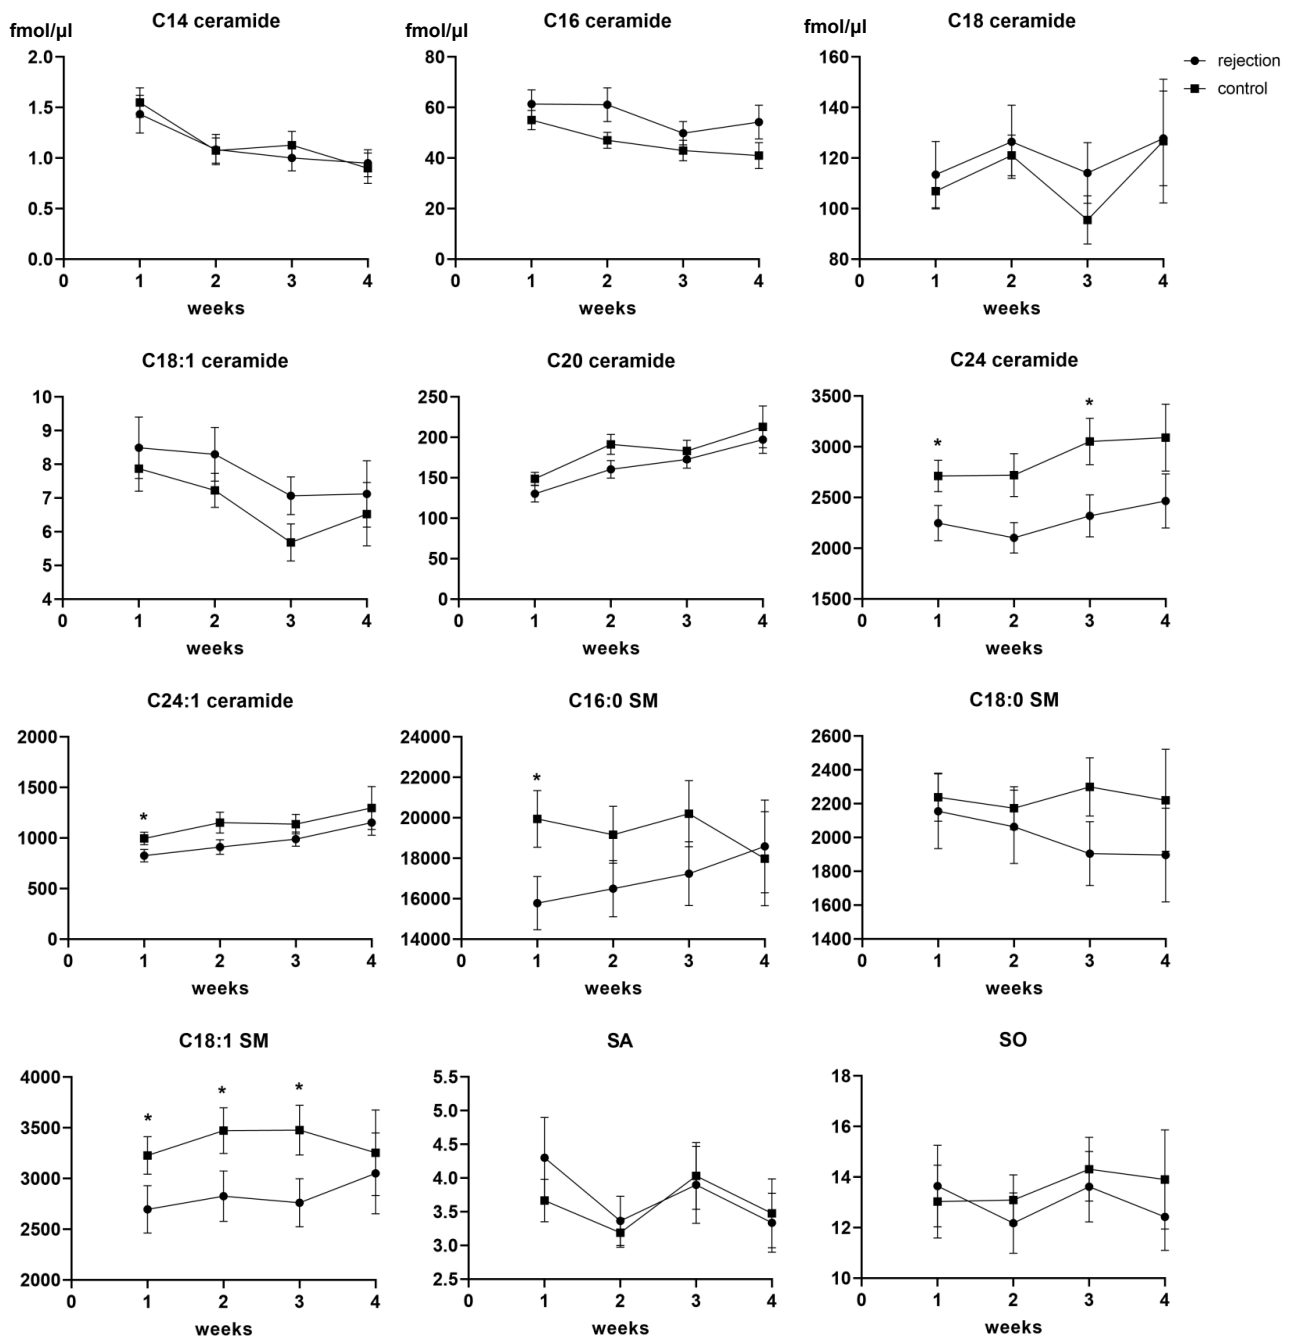 C14 ceramide
fmol/µl
2.0
1.5
1.0
0.5
0.0
0 1 2 3 4
weeks
C16 ceramide
fmol/µl
80
60
40
20
0
0 1 2 3 4
weeks
C18 ceramide
fmol/µl
160
140
120
100
80
0 1 2 3 4
weeks
rejection
control
C18:1 ceramide
10
9
8
7
6
5
4
0 1 2 3 4
weeks
C20 ceramide
250
200
150
100
50
0
0 1 2 3 4
weeks
C24 ceramide
3500
3000
2500
2000
1500
* *
0 1 2 3 4
weeks
C24:1 ceramide
2000
1500
1000
500
0
*
0 1 2 3 4
weeks
C16:0 SM
24000
22000
20000
18000
16000
14000
*
0 1 2 3 4
weeks
C18:0 SM
2600
2400
2200
2000
1800
1600
1400
0 1 2 3 4
weeks
C18:1 SM
4000
3500
3000
2500
2000
* * *
0 1 2 3 4
weeks
SA
5.5
5.0
4.5
4.0
3.5
3.0
2.5
0 1 2 3 4
weeks
SO
18
16
14
12
10
0 1 2 3 4
weeks